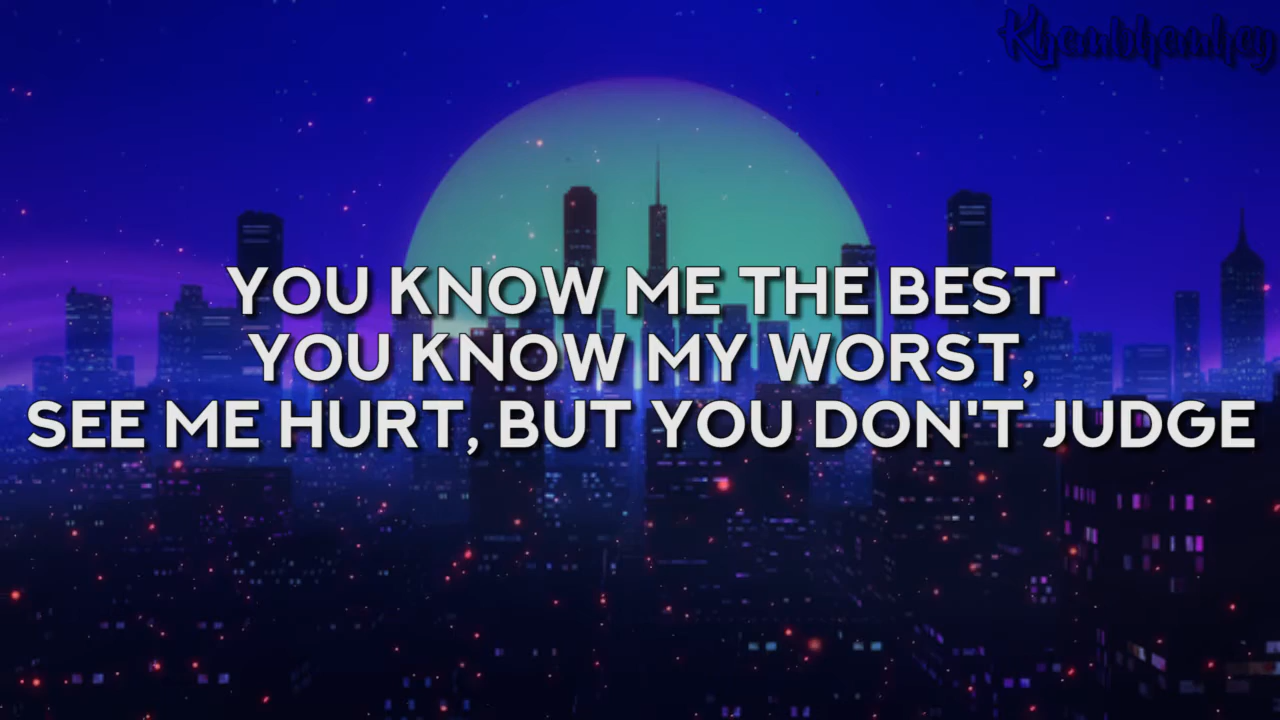 YOU KNOW ME THE BEST
YOU KNOW MY WORST,
SEE ME HURT, BUT YOU DON'T JUDGE